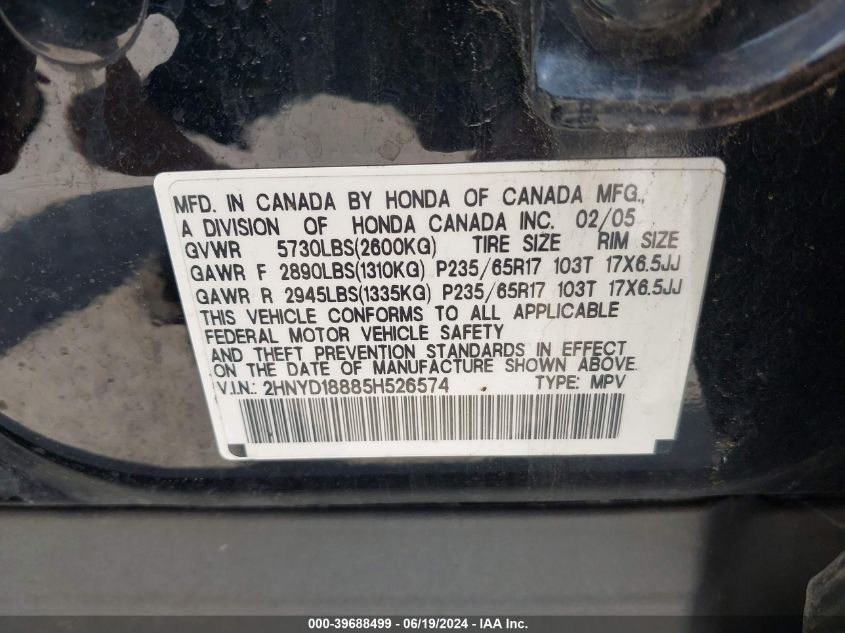 MFD. IN CANADA BY HONDA OF CANADA MFG.,
A DIVISION OF HONDA CANADA INC. 02/05
GVWR 5730LBS(2600KG) TIRE SIZE RIM SIZE
GAWR F 2890LBS(1310KG) P235/65R17 103T 17X6.5JJ
GAWR R 2945LBS(1335KG) P235/65R17 103T 17X6.5JJ
THIS VEHICLE CONFORMS TO ALL APPLICABLE
FEDERAL MOTOR VEHICLE SAFETY
AND THEFT PREVENTION STANDARDS IN EFFECT
ON THE DATE OF MANUFACTURE SHOWN ABOVE.
V.I.N.: 2HNYD18885H526574 TYPE: MPV
000-39688499 - 06/19/2024 - IAA Inc.